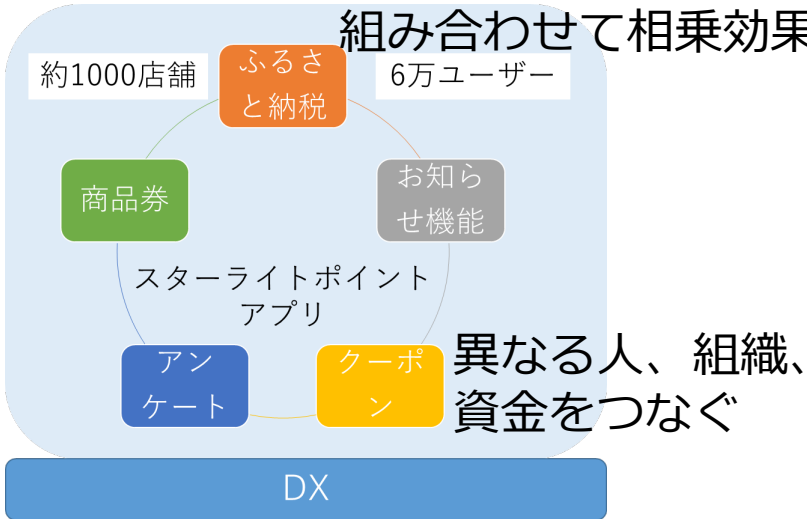 組み合わせて相乗効果
約1000店舗
ふるさ
と納税
6万ユーザー
商品券
お知ら
せ機能
スターライトポイント
アプリ
アン
ケート
クーポ
ン
異なる人、組織、
資金をつなぐ
DX